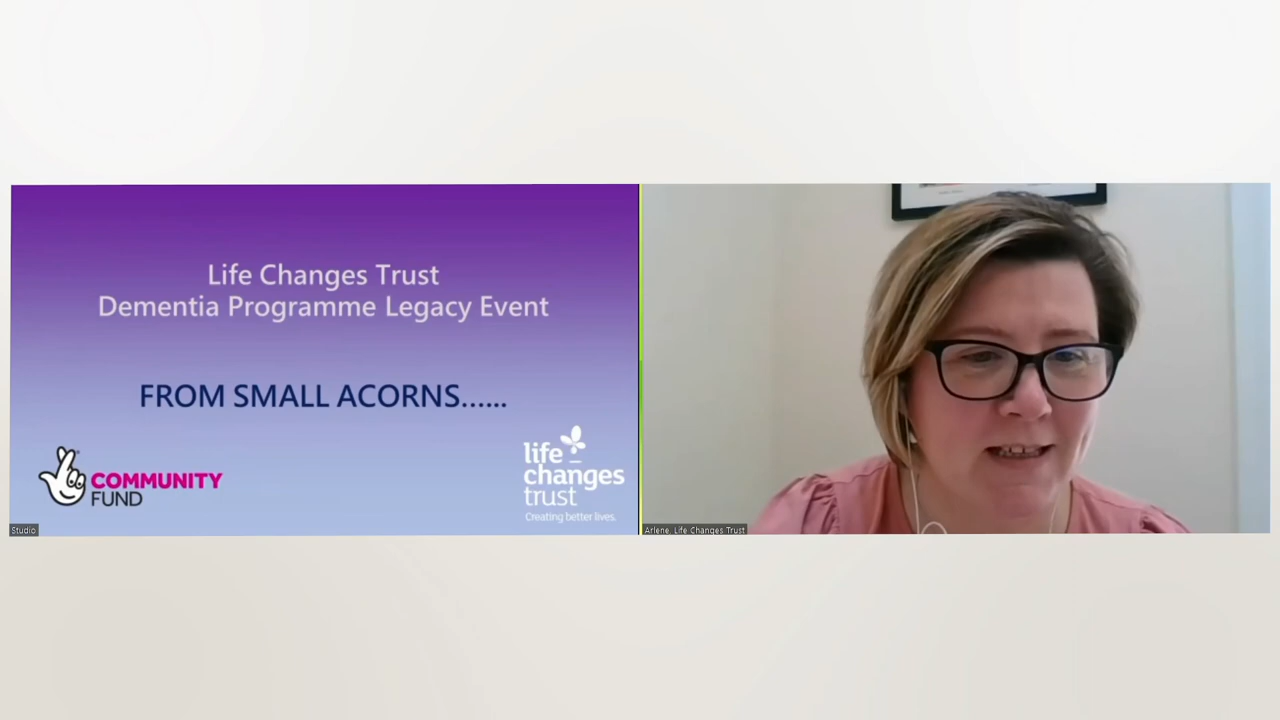 Life Changes Trust
Dementia Programme Legacy Event
FROM SMALL ACORNS......
COMMUNITY
FUND
life
changes
trust
Creating better lives.
Studio
Arlene, Life Changes Trust